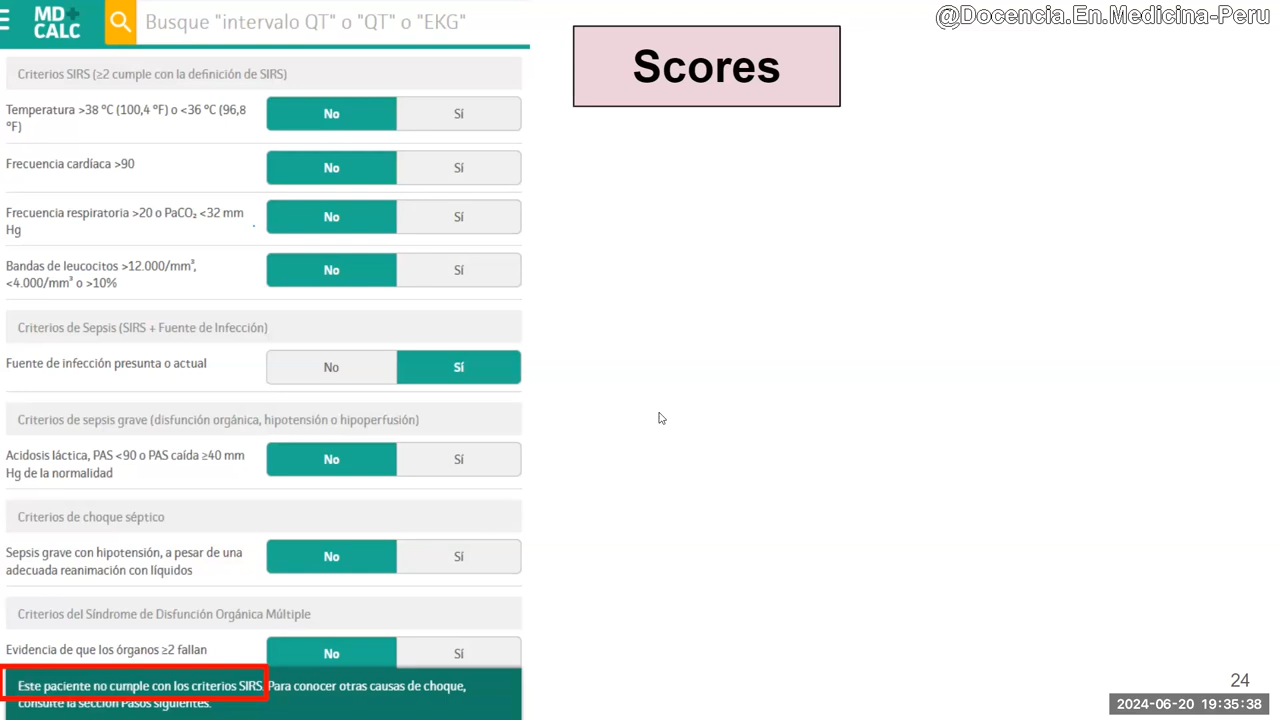 MD+
CALC
Busque "intervalo QT" o "QT" o "EKG"
@Docencia.En.Medicina-Peru
Scores
Criterios SIRS (≥2 cumple con la definición de SIRS)
Temperatura >38 °C (100,4 °F) o <36 °C (96,8
°F)
No
Sí
Frecuencia cardíaca >90
No
Sí
Frecuencia respiratoria >20 o PaCO₂ <32 mm
Hg
No
Sí
Bandas de leucocitos >12.000/mm³,
<4.000/mm³ o >10%
No
Sí
Criterios de Sepsis (SIRS + Fuente de Infección)
Fuente de infección presunta o actual
No
Sí
Criterios de sepsis grave (disfunción orgánica, hipotensión o hipoperfusión)
Acidosis láctica, PAS <90 o PAS caída ≥40 mm
Hg de la normalidad
No
Sí
Criterios de choque séptico
Sepsis grave con hipotensión, a pesar de una
adecuada reanimación con líquidos
No
Sí
Criterios del Síndrome de Disfunción Orgánica Múltiple
Evidencia de que los órganos ≥2 fallan
No
Sí
Este paciente no cumple con los criterios SIRS. Para conocer otras causas de choque,
consulte la sección Pasos siguientes.
24
2024-06-20 19:35:38